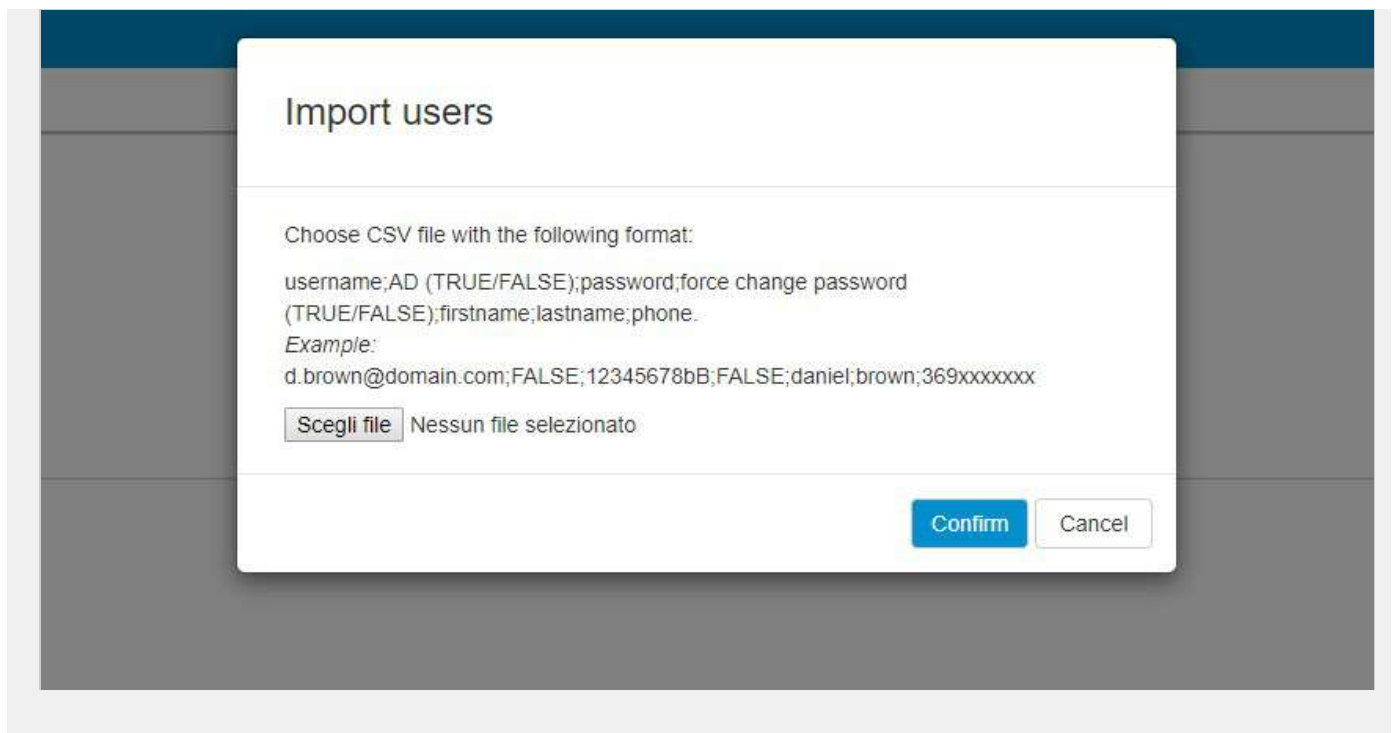 Import users
Choose CSV file with the following format:
username;AD (TRUE/FALSE);password;force change password
(TRUE/FALSE);firstname;lastname;phone.
Example:
d.brown@domain.com;FALSE;12345678bB;FALSE;daniel;brown;369xxxxxxx
Scegli file Nessun file selezionato
Confirm Cancel